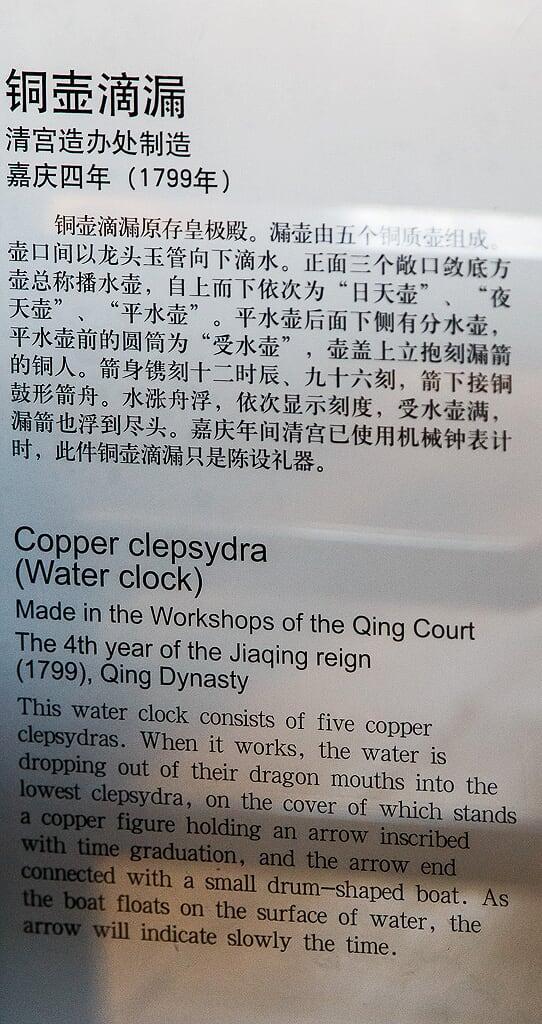 铜壶滴漏
清宫造办处制造
嘉庆四年（1799年）
铜壶滴漏原存皇极殿。漏壶由五个铜质壶组成。
壶口间以龙头玉管向下滴水。正面三个敞口敛底方
壶总称播水壶，自上而下依次为“日天壶”、“夜
天壶”、“平水壶”。平水壶后面下侧有分水壶，
平水壶前的圆筒为“受水壶”，壶盖上立抱刻漏箭
的铜人。箭身镌刻十二时辰、九十六刻，箭下接铜
鼓形箭舟。水涨舟浮，依次显示刻度，受水壶满，
漏箭也浮到尽头。嘉庆年间清宫已使用机械钟表计
时，此件铜壶滴漏只是陈设礼器。
Copper clepsydra
(Water clock)
Made in the Workshops of the Qing Court
The 4th year of the Jiaqing reign
(1799), Qing Dynasty
This water clock consists of five copper
clepsydras. When it works, the water is
dropping out of their dragon mouths into the
lowest clepsydra, on the cover of which stands
a copper figure holding an arrow inscribed
with time graduation, and the arrow end
connected with a small drum-shaped boat. As
the boat floats on the surface of water, the
arrow will indicate slowly the time.